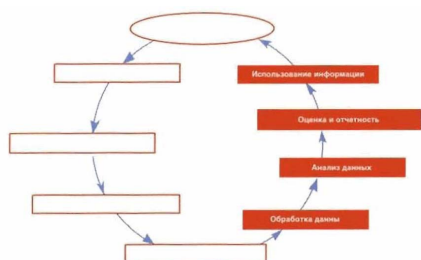 Использование информации
Оценка и отчетность
Анализ данных
Обработка данны